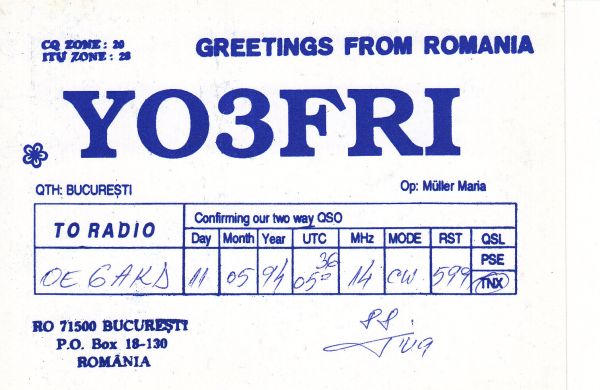 CQ ZONE: 20
ITU ZONE: 28
GREETINGS FROM ROMANIA
YO3FRI
QTH: BUCUREȘTI
Op: Müller Maria
TO RADIO
Confirming our two way QSO
Day Month Year UTC MHz MODE RST QSL
OE6AKD 11 05 94 05 36 14 CW 599 PSE
TNX
RO 71500 BUCUREȘTI
P.O. Box 18-130
ROMÂNIA
88.